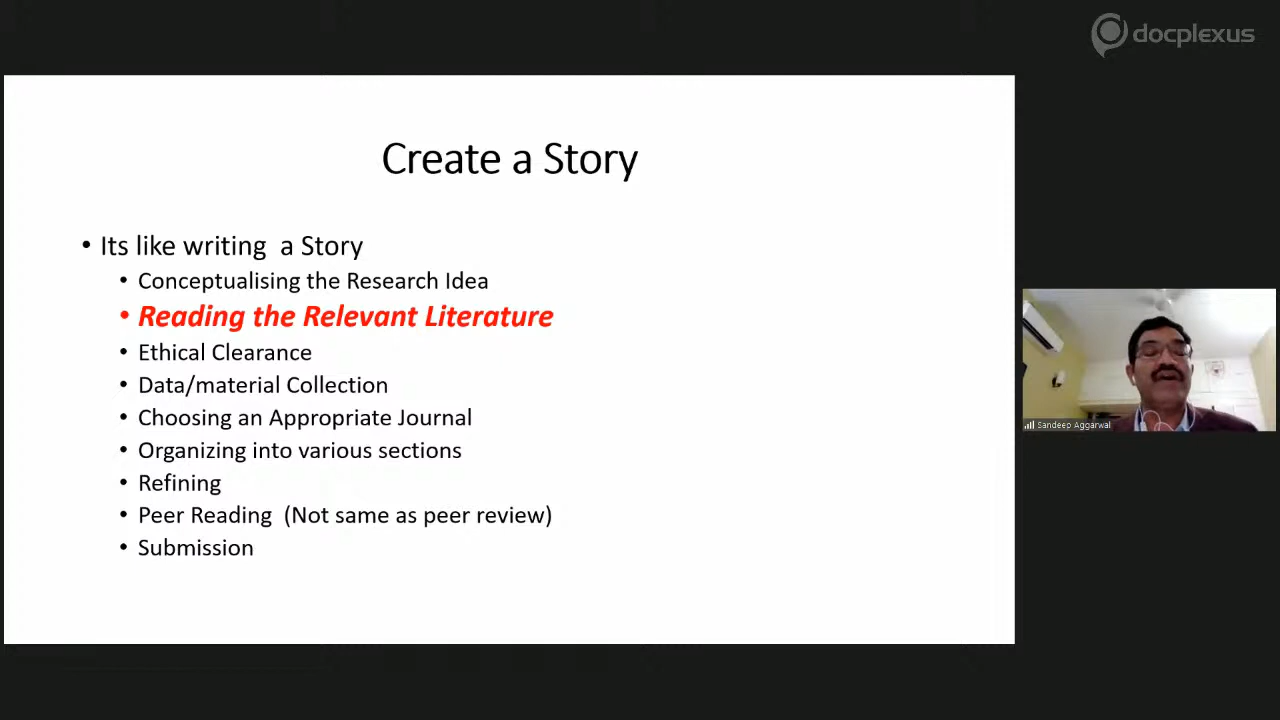 docplexus
Create a Story
• Its like writing  a Story
• Conceptualising the Research Idea
• Reading the Relevant Literature
• Ethical Clearance
• Data/material Collection
• Choosing an Appropriate Journal
• Organizing into various sections
• Refining
• Peer Reading  (Not same as peer review)
• Submission
Sandeep Aggarwal